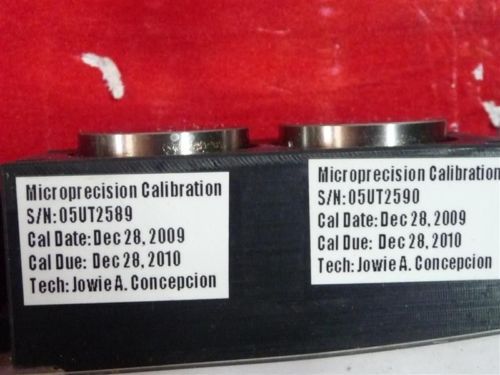 Microprecision Calibration
S/N: 05UT2589
Cal Date: Dec 28, 2009
Cal Due: Dec 28, 2010
Tech: Jowie A. Concepcion
Microprecision Calibration
S/N: 05UT2590
Cal Date: Dec 28, 2009
Cal Due: Dec 28, 2010
Tech: Jowie A. Concepcion